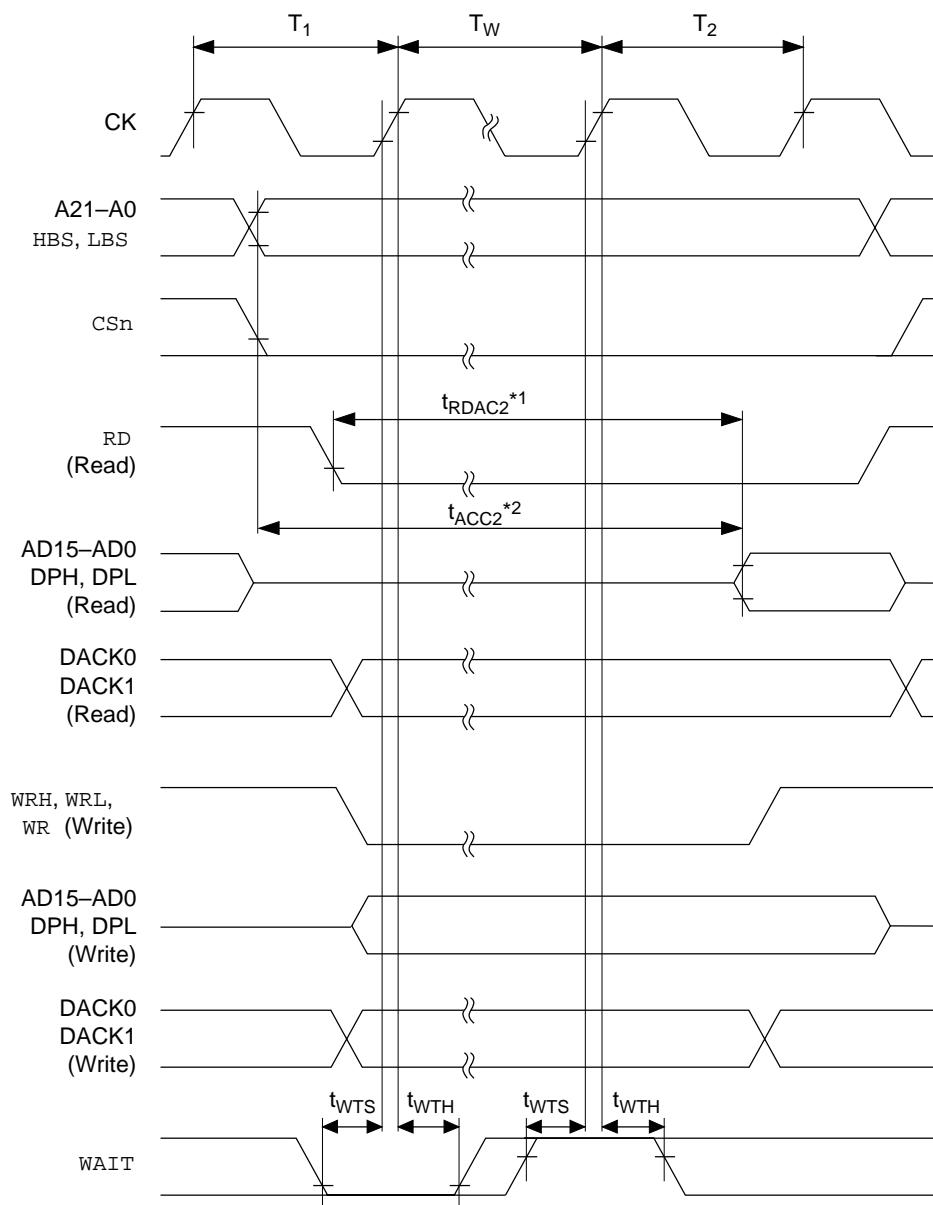 T1 TW T2
CK
A21–A0
HBS, LBS
CSn
tRDAC2*1
RD
(Read)
tACC2*2
AD15–AD0
DPH, DPL
(Read)
DACK0
DACK1
(Read)
WRH, WRL,
WR (Write)
AD15–AD0
DPH, DPL
(Write)
DACK0
DACK1
(Write)
tWTS tWTH tWTS tWTH
WAIT